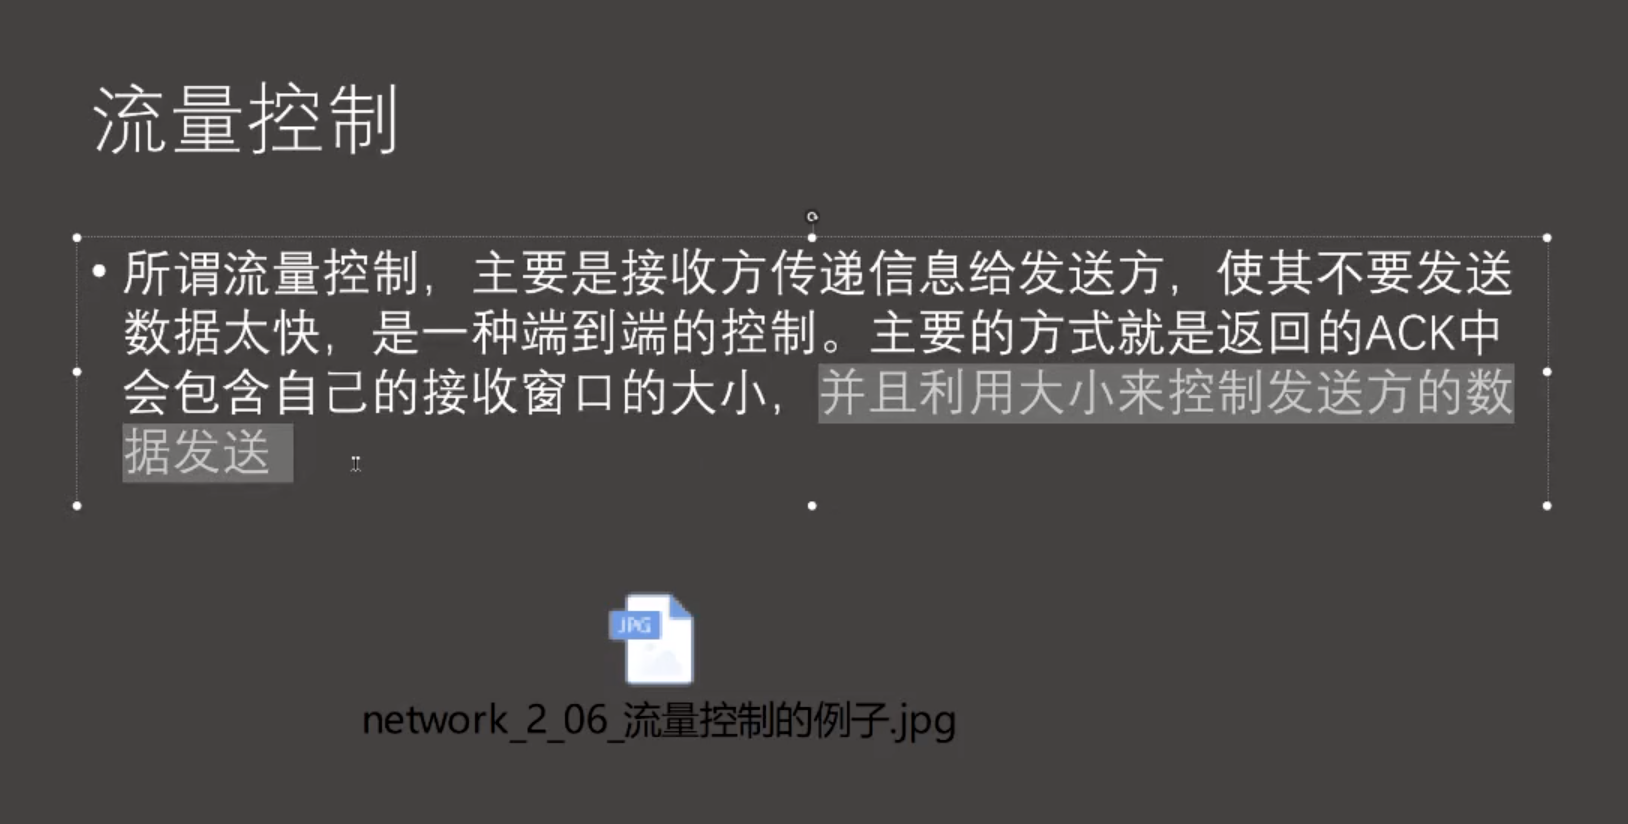 流量控制
• 所谓流量控制，主要是接收方传递信息给发送方，使其不要发送
数据太快，是一种端到端的控制。主要的方式就是返回的ACK中
会包含自己的接收窗口的大小，并且利用大小来控制发送方的数
据发送
JPG
network_2_06_流量控制的例子.jpg